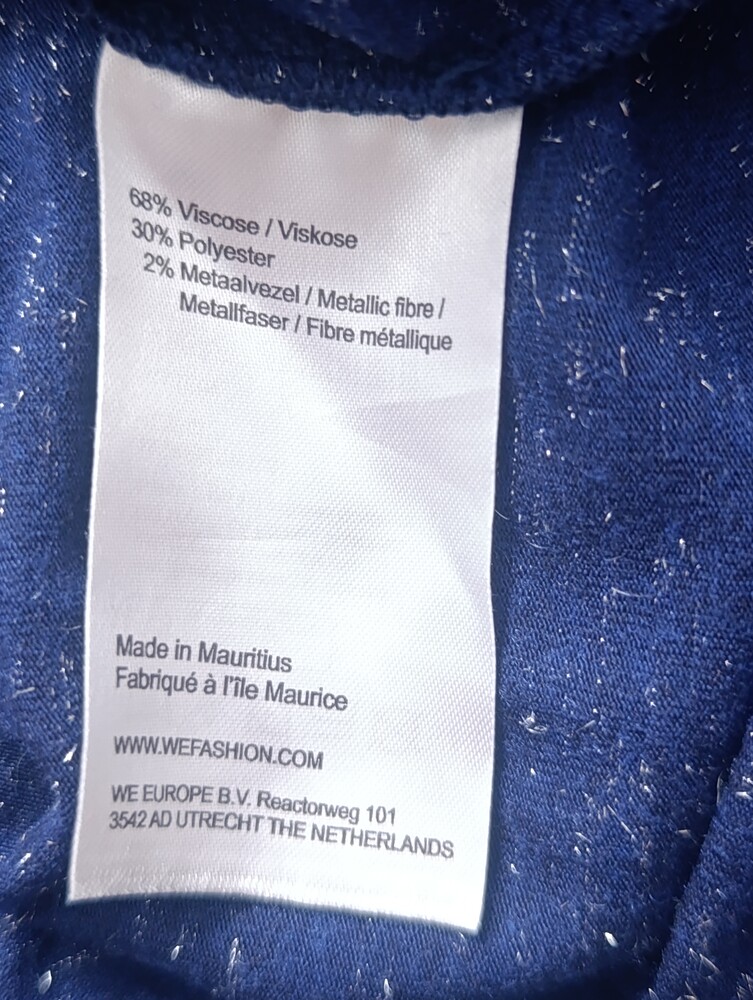 68% Viscose / Viskose
30% Polyester
2% Metaalvezel / Metallic fibre /
Metallfaser / Fibre métallique
Made in Mauritius
Fabriqué à l'île Maurice
WWW.WEFASHION.COM
WE EUROPE B.V. Reactorweg 101
3542 AD UTRECHT THE NETHERLANDS